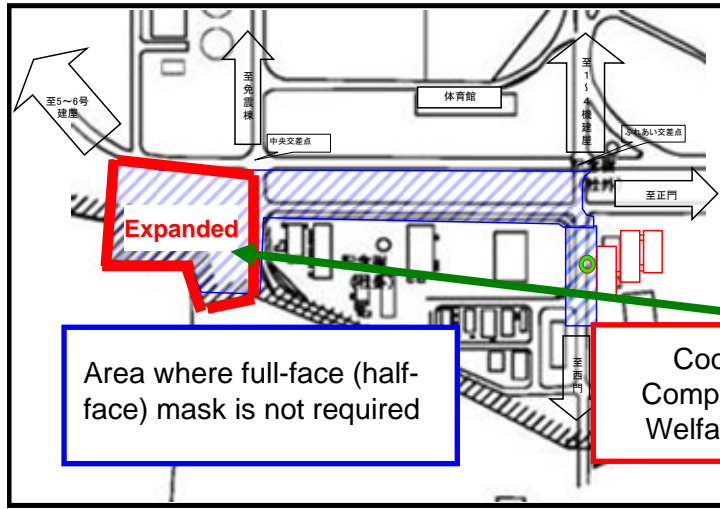 至5～6号
建屋
至免震棟
体育館
至1～4機建屋
中央交差点
ふれあい交差点
至正門
Expanded
Area where full-face (half-
face) mask is not required
至西門
Coo
Comp
Welfa